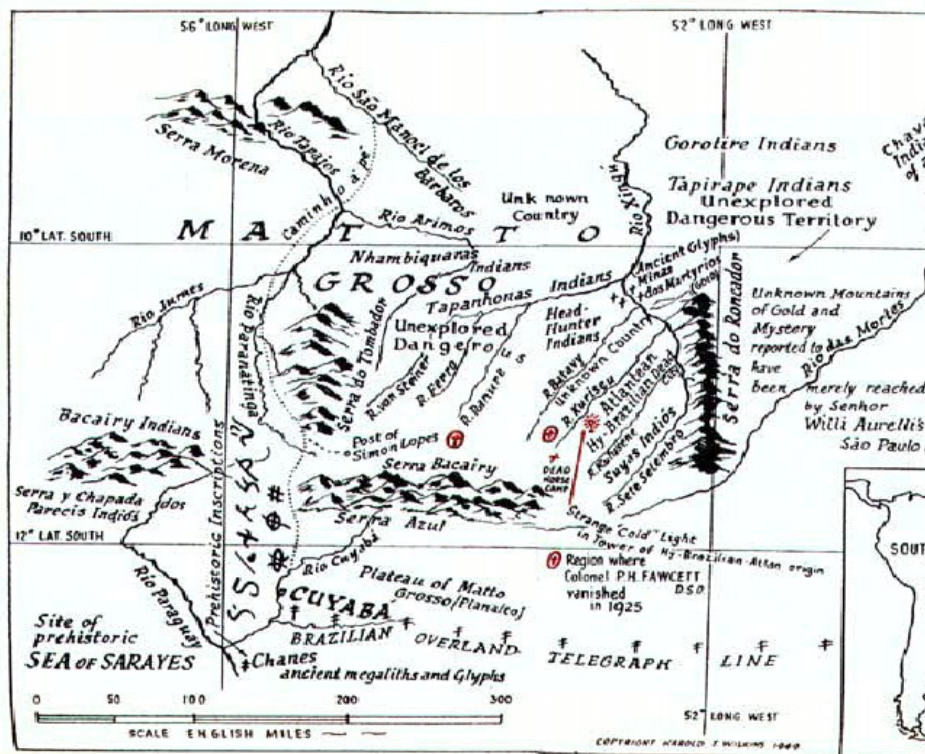 56° LONG WEST
52° LONG WEST
Rio São Manoel de los
Barbaros
Rio Tapajos
Serra Morena
Caminho a' pe'
Gorotire Indians
Tapirape Indians
Unexplored
Dangerous Territory
Unknown
Country
Rio Xingu
Rio Arimos
10° LAT. SOUTH
MATTO
GROSSO
Nhambiquaras
Indians
Tapanhonas Indians
Unexplored
Dangerous
Head-
Hunter
Indians
Ancient Glyphs)
Minas
dos Martyrios
(Gold)
Serra do Roncador
Unknown Mountains
of Gold and
Mystery
reported to
have
been merely reached
by Senhor
Willi Aurelli's
São Paulo
Rio das Mortes
Rio Paranatinga
Serra do Tombador
R. von Steinen
R. Batovy
Unknown Country
R. Kurissu
Atlantean
Hy-Brazilian Dead
City
Suyas Indios
R. Sete Setembro
Bacairy Indians
Serra y Chapada dos
Parecis Indios
Post of
Simon Lopes
Serra Bacairy
Serra Azul
DEAD
HORSE
CAMP
Strange "Cold" Light
in Tower of Hy-Brazilian-Atlan origin
12° LAT. SOUTH
Prehistoric Inscriptions
Rio Cuyabá
Rio Paraguay
Region where
Colonel P.H. FAWCETT
D.S.O.
vanished
in 1925
Plateau of Matto
Grosso (Planalto)
CUYABÁ
BRAZILIAN OVERLAND TELEGRAPH LINE
Site of
prehistoric
SEA OF SARAYES
Chanes
ancient megaliths and Glyphs
0 50 100 200 300
SCALE ENGLISH MILES
52° LONG WEST
COPYRIGHT HAROLD T. WILKINS 1949
SOUT